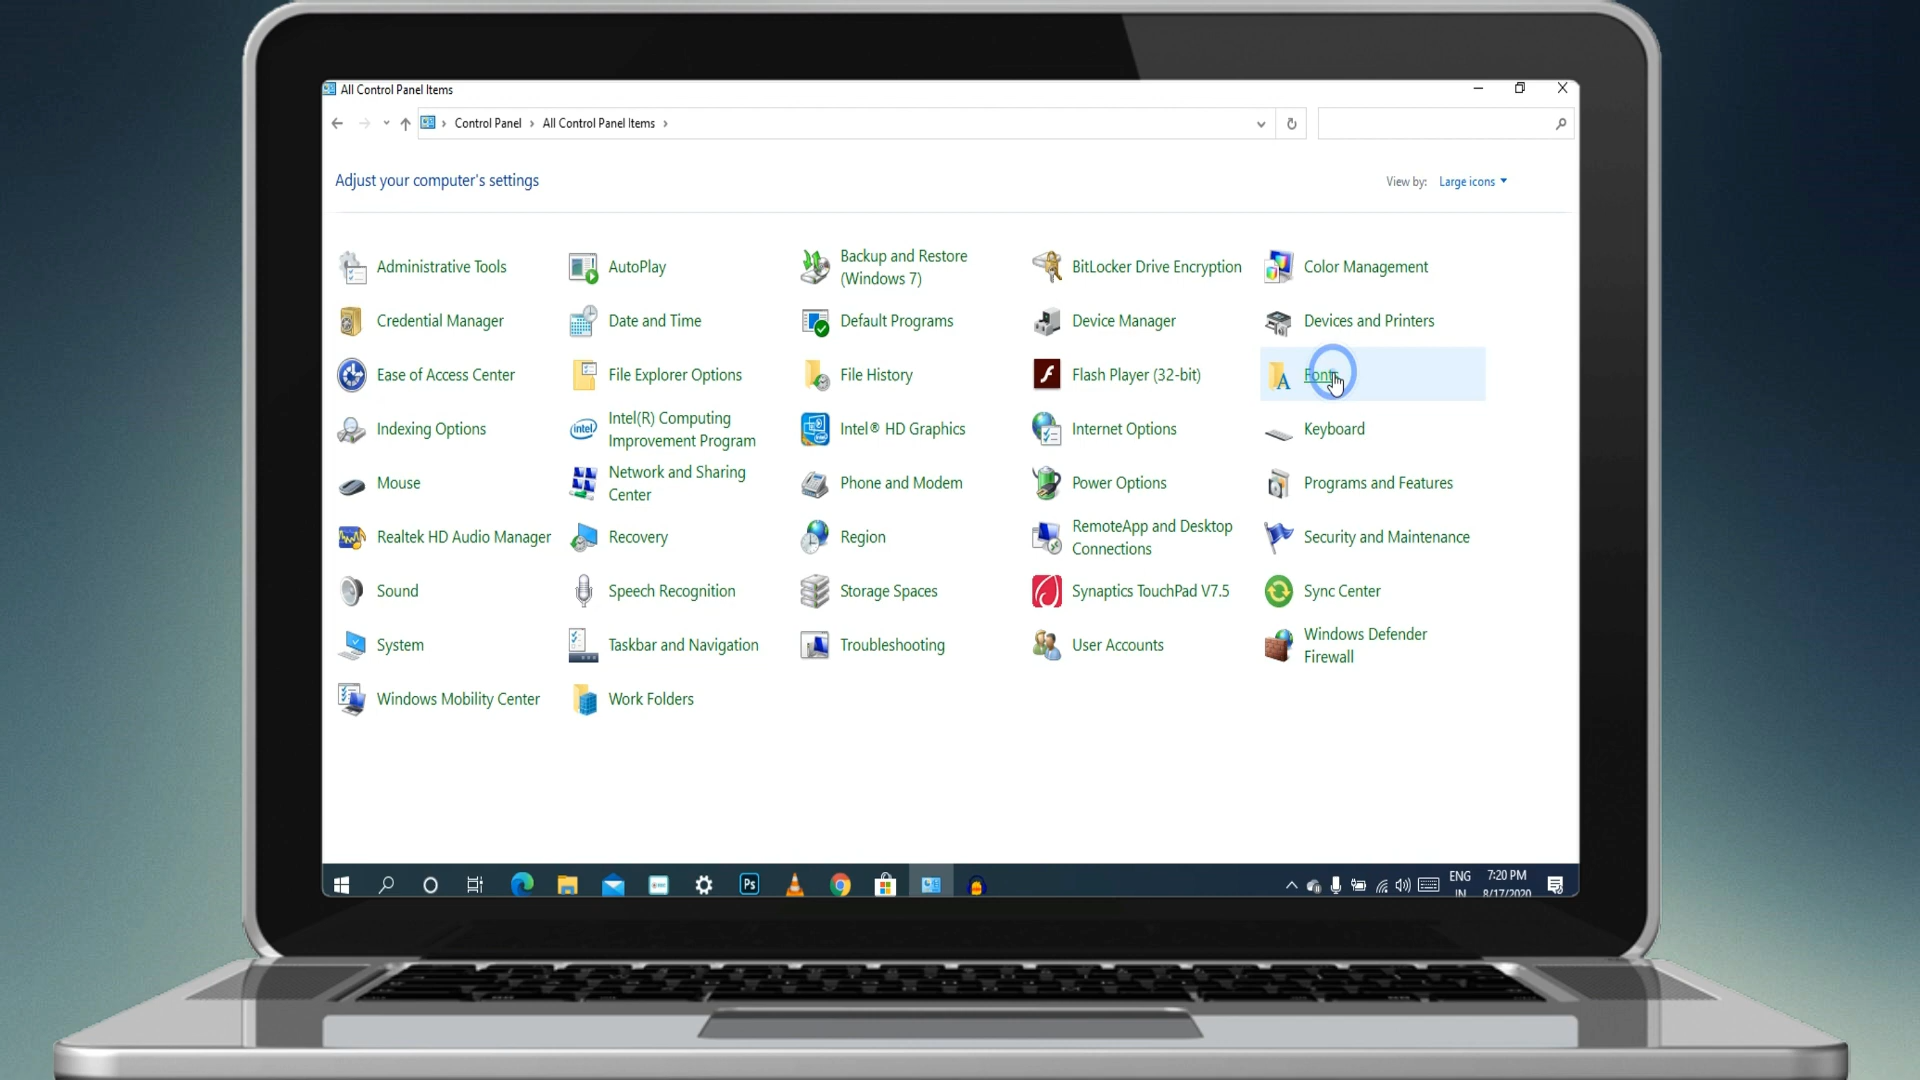 All Control Panel Items
Control Panel › All Control Panel Items ›
Adjust your computer's settings
View by: Large icons
Administrative Tools
AutoPlay
Backup and Restore
(Windows 7)
BitLocker Drive Encryption
Color Management
Credential Manager
Date and Time
Default Programs
Device Manager
Devices and Printers
Ease of Access Center
File Explorer Options
File History
Flash Player (32-bit)
Indexing Options
Intel(R) Computing
Improvement Program
Intel® HD Graphics
Internet Options
Keyboard
Mouse
Network and Sharing
Center
Phone and Modem
Power Options
Programs and Features
Realtek HD Audio Manager
Recovery
Region
RemoteApp and Desktop
Connections
Security and Maintenance
Sound
Speech Recognition
Storage Spaces
Synaptics TouchPad V7.5
Sync Center
System
Taskbar and Navigation
Troubleshooting
User Accounts
Windows Defender
Firewall
Windows Mobility Center
Work Folders
intel
Ps
ENG
IN
7:20 PM
8/17/2020